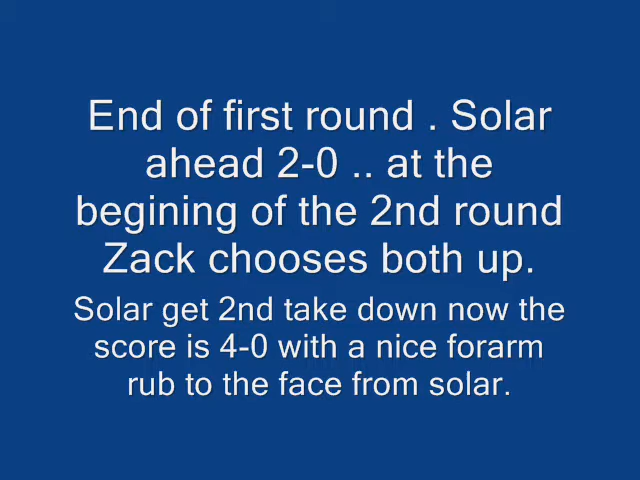 End of first round . Solar
ahead 2-0 .. at the
begining of the 2nd round
Zack chooses both up.
Solar get 2nd take down now the
score is 4-0 with a nice forarm
rub to the face from solar.